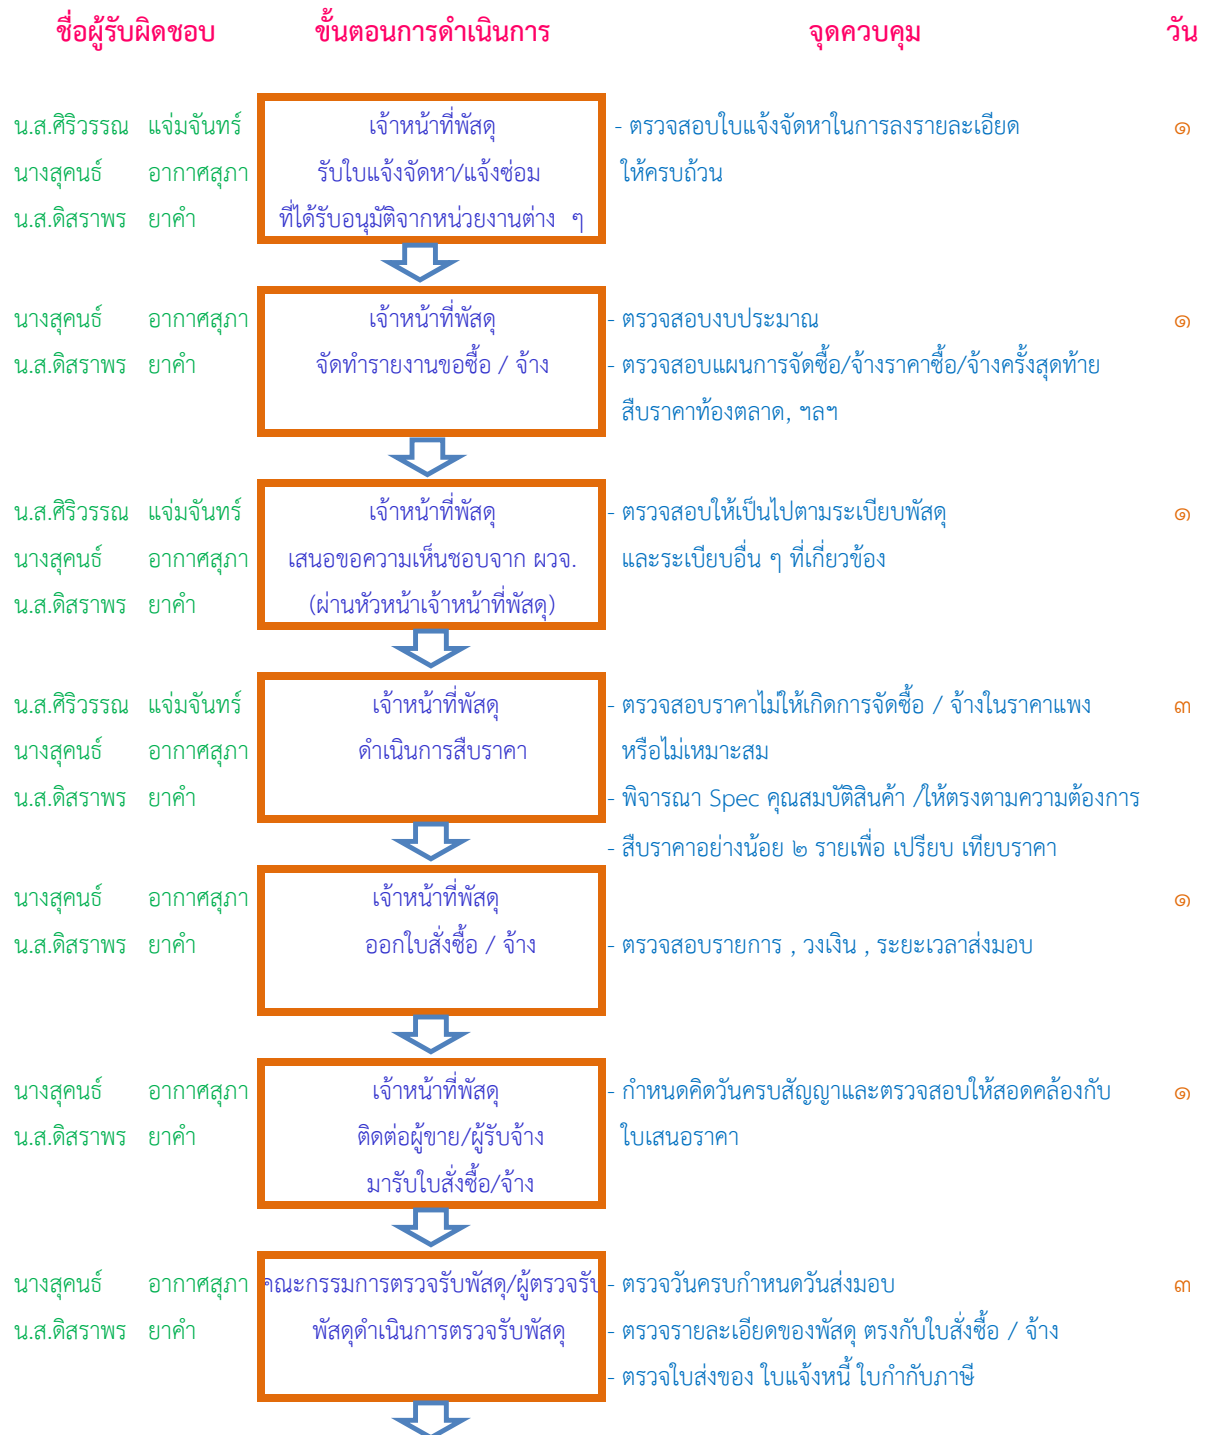 ชื่อผู้รับผิดชอบ ขั้นตอนการดำเนินการ จุดควบคุม วัน
น.ส.ศิริวรรณ แจ่มจันทร์ เจ้าหน้าที่พัสดุ - ตรวจสอบใบแจ้งจัดหาในการลงรายละเอียด ๑
นางสุคนธ์ อากาศสุภา รับใบแจ้งจัดหา/แจ้งซ่อม ให้ครบถ้วน
น.ส.ดิสราพร ยาคำ ที่ได้รับอนุมัติจากหน่วยงานต่าง ๆ
นางสุคนธ์ อากาศสุภา เจ้าหน้าที่พัสดุ - ตรวจสอบงบประมาณ ๑
น.ส.ดิสราพร ยาคำ จัดทำรายงานขอซื้อ / จ้าง - ตรวจสอบแผนการจัดซื้อ/จ้างราคาซื้อ/จ้างครั้งสุดท้าย
สืบราคาท้องตลาด, ฯลฯ
น.ส.ศิริวรรณ แจ่มจันทร์ เจ้าหน้าที่พัสดุ - ตรวจสอบให้เป็นไปตามระเบียบพัสดุ ๑
นางสุคนธ์ อากาศสุภา เสนอขอความเห็นชอบจาก ผวจ. และระเบียบอื่น ๆ ที่เกี่ยวข้อง
น.ส.ดิสราพร ยาคำ (ผ่านหัวหน้าเจ้าหน้าที่พัสดุ)
น.ส.ศิริวรรณ แจ่มจันทร์ เจ้าหน้าที่พัสดุ - ตรวจสอบราคาไม่ให้เกิดการจัดซื้อ / จ้างในราคาแพง ๓
นางสุคนธ์ อากาศสุภา ดำเนินการสืบราคา หรือไม่เหมาะสม
น.ส.ดิสราพร ยาคำ - พิจารณา Spec คุณสมบัติสินค้า /ให้ตรงตามความต้องการ
- สืบราคาอย่างน้อย ๒ รายเพื่อ เปรียบ เทียบราคา
นางสุคนธ์ อากาศสุภา เจ้าหน้าที่พัสดุ ๑
น.ส.ดิสราพร ยาคำ ออกใบสั่งซื้อ / จ้าง - ตรวจสอบรายการ , วงเงิน , ระยะเวลาส่งมอบ
นางสุคนธ์ อากาศสุภา เจ้าหน้าที่พัสดุ - กำหนดคิดวันครบสัญญาและตรวจสอบให้สอดคล้องกับ ๑
น.ส.ดิสราพร ยาคำ ติดต่อผู้ขาย/ผู้รับจ้าง ใบเสนอราคา
มารับใบสั่งซื้อ/จ้าง
นางสุคนธ์ อากาศสุภา คณะกรรมการตรวจรับพัสดุ/ผู้ตรวจรับ - ตรวจวันครบกำหนดวันส่งมอบ ๓
น.ส.ดิสราพร ยาคำ พัสดุดำเนินการตรวจรับพัสดุ - ตรวจรายละเอียดของพัสดุ ตรงกับใบสั่งซื้อ / จ้าง
- ตรวจใบส่งของ ใบแจ้งหนี้ ใบกำกับภาษี